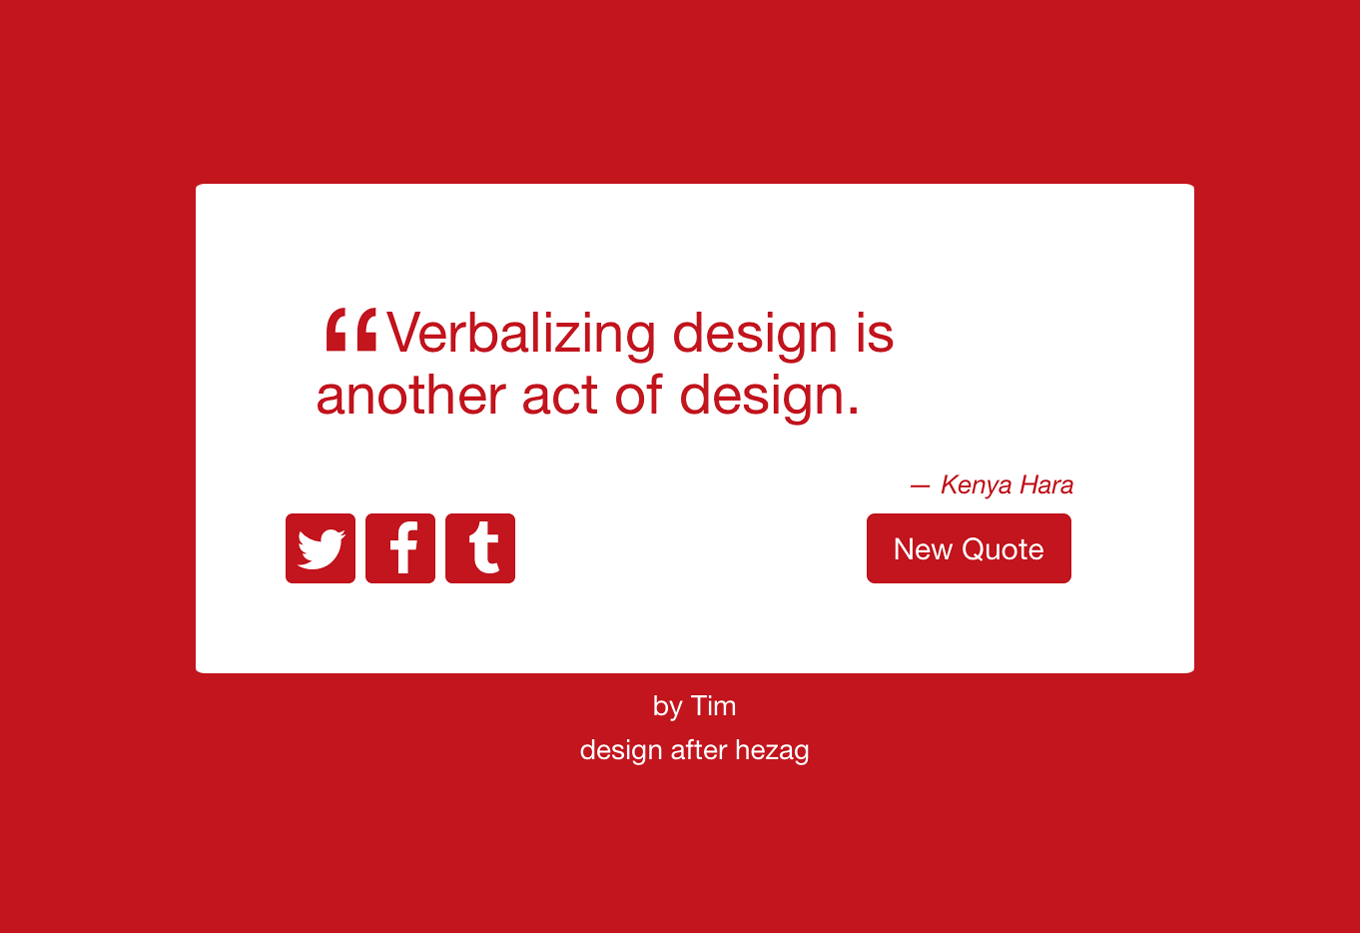 “Verbalizing design is
another act of design.
— Kenya Hara
New Quote
by Tim
design after hezag